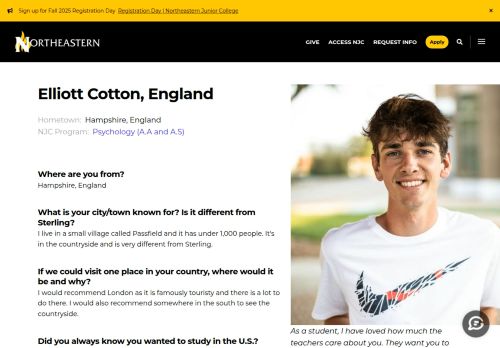 Sign up for Fall 2025 Registration Day Registration Day | Northeastern Junior College ×
NORTHEASTERN
GIVE ACCESS NJC REQUEST INFO Apply
Elliott Cotton, England
Hometown: Hampshire, England
NJC Program: Psychology (A.A and A.S)
Where are you from?
Hampshire, England
What is your city/town known for? Is it different from
Sterling?
I live in a small village called Passfield and it has under 1,000 people. It's
in the countryside and is very different from Sterling.
If we could visit one place in your country, where would it
be and why?
I would recommend London as it is famously touristy and there is a lot to
do there. I would also recommend somewhere in the south to see the
countryside.
Did you always know you wanted to study in the U.S.?
As a student, I have loved how much the
teachers care about you. They want you to